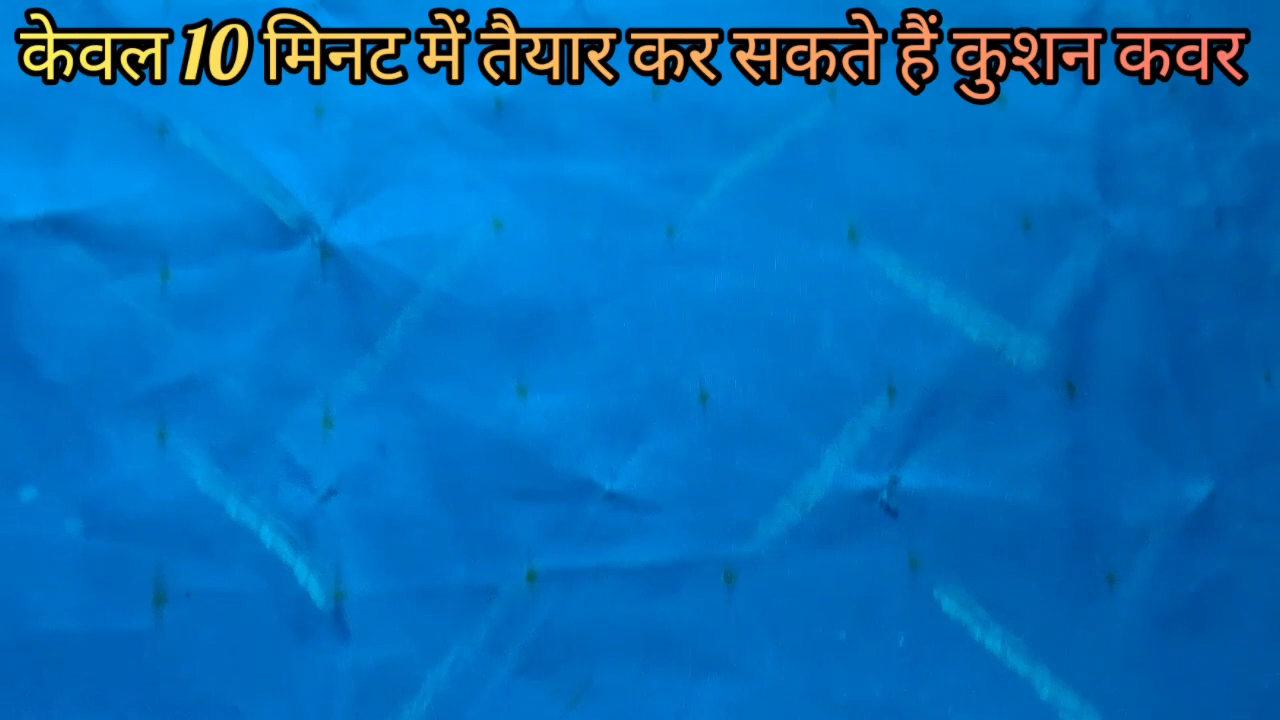 केवल 10 मिनट में तैयार कर सकते हैं कुशन कवर